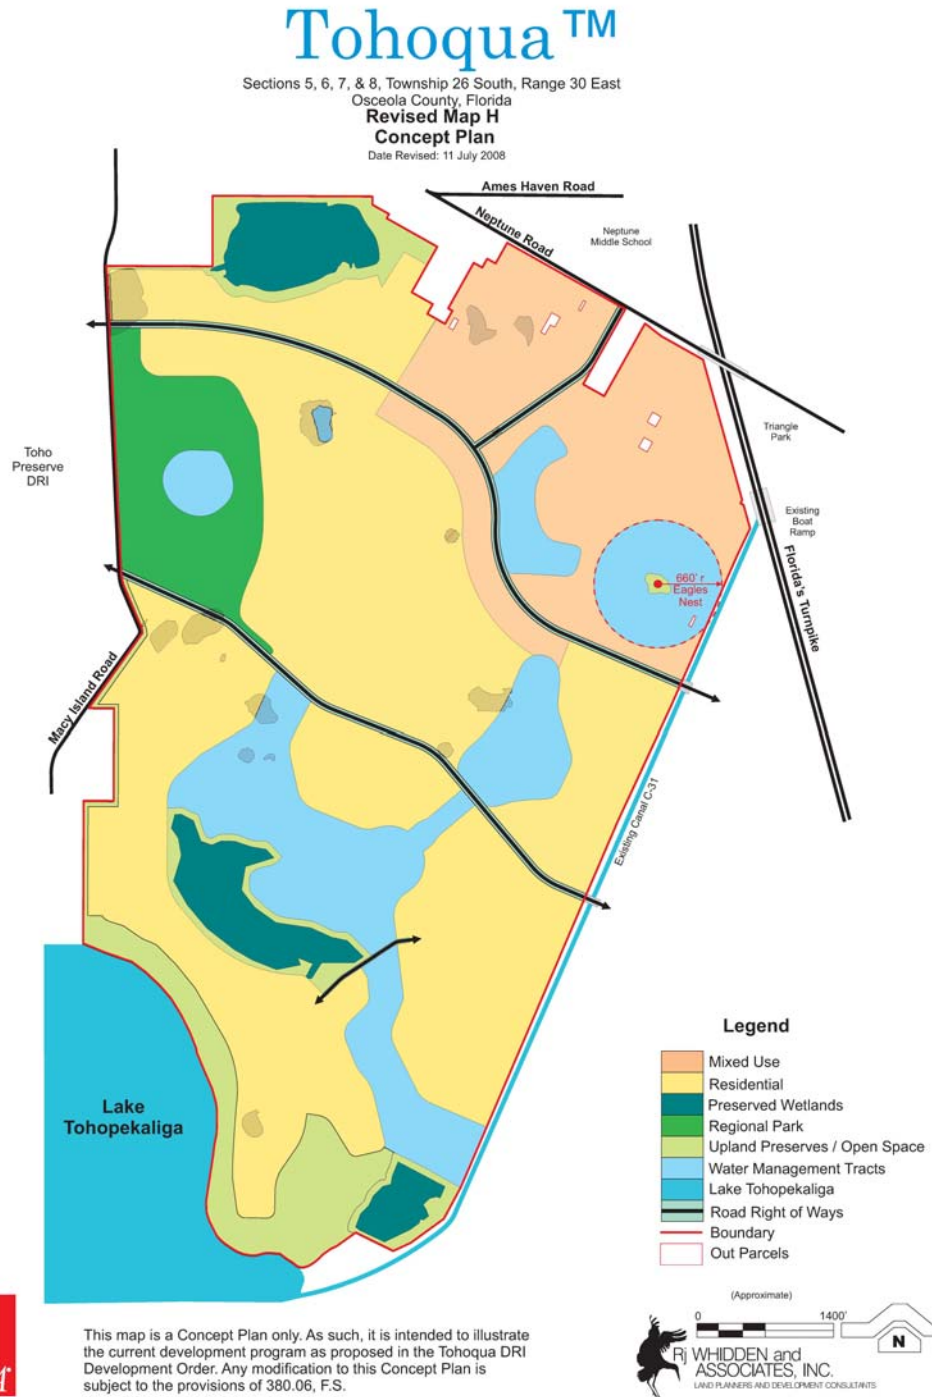 Tohoqua™
Sections 5, 6, 7, & 8, Township 26 South, Range 30 East
Osceola County, Florida
Revised Map H
Concept Plan
Date Revised: 11 July 2008
Ames Haven Road
Neptune Road
Neptune
Middle School
Toho
Preserve
DRI
Triangle
Park
Existing
Boat
Ramp
Florida's Turnpike
660' r
Eagles
Nest
Macy Island Road
Existing Canal C-31
Lake
Tohopekaliga
Legend
Mixed Use
Residential
Preserved Wetlands
Regional Park
Upland Preserves / Open Space
Water Management Tracts
Lake Tohopekaliga
Road Right of Ways
Boundary
Out Parcels
(Approximate)
0 1400'
N
Rj WHIDDEN and
ASSOCIATES, INC.
LAND PLANNERS AND DEVELOPMENT CONSULTANTS
This map is a Concept Plan only. As such, it is intended to illustrate
the current development program as proposed in the Tohoqua DRI
Development Order. Any modification to this Concept Plan is
subject to the provisions of 380.06, F.S.